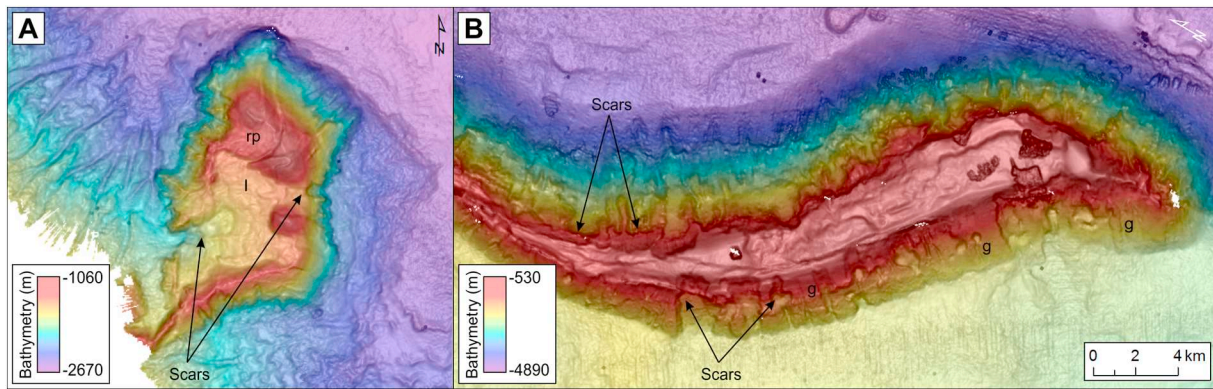 A
N
rp
l
Bathymetry (m)
-1060
-2670
Scars
B
N
Scars
g
g
g
Bathymetry (m)
-530
-4890
Scars
0 2 4 km